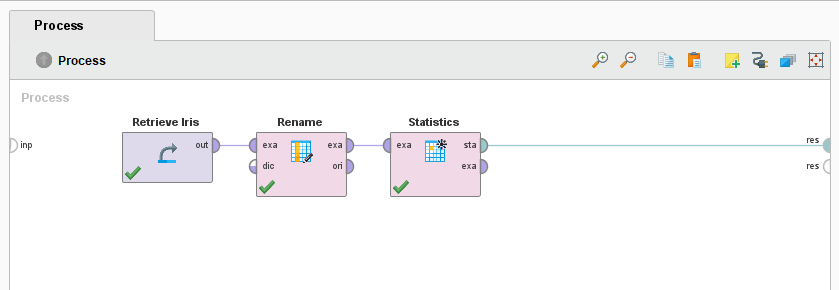 Process
Process
Process
Retrieve Iris
Rename
Statistics
inp
out
exa
exa
exa
sta
res
dic
ori
exa
res